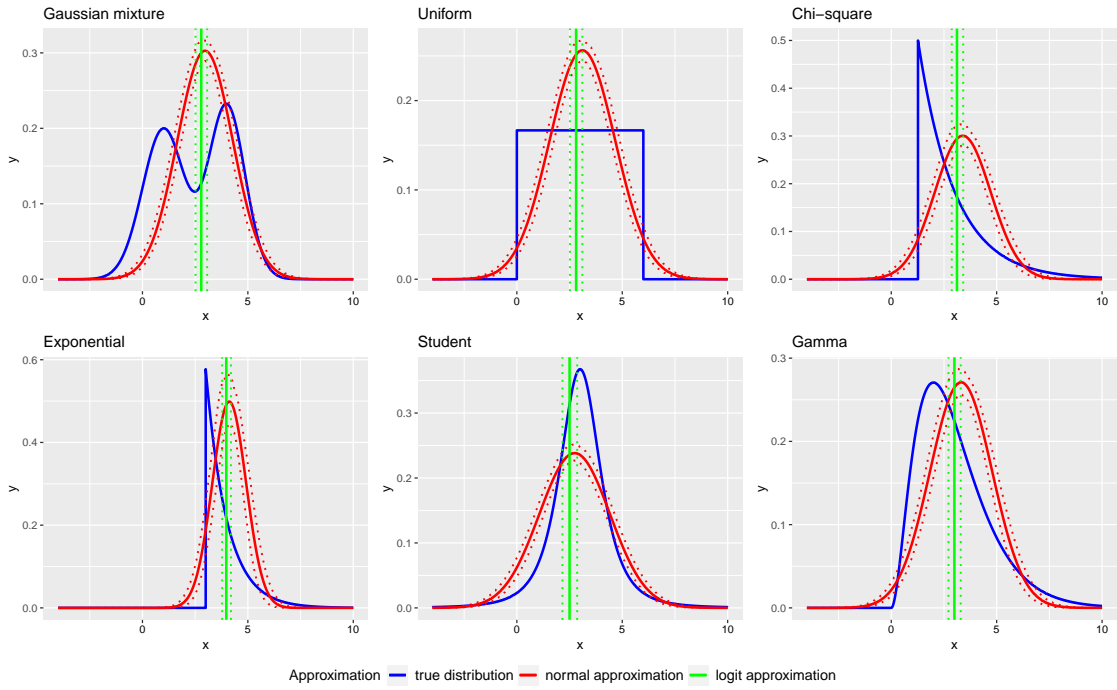 Gaussian mixture
Uniform
Chi−square
0.3
0.2
0.1
0.0
y
0 5 10
x
0.2
0.1
0.0
y
0 5 10
x
0.5
0.4
0.3
0.2
0.1
0.0
y
0 5 10
x
Exponential
Student
Gamma
0.6
0.4
0.2
0.0
y
0 5 10
x
0.3
0.2
0.1
0.0
y
0 5 10
x
0.3
0.2
0.1
0.0
y
0 5 10
x
Approximation true distribution normal approximation logit approximation